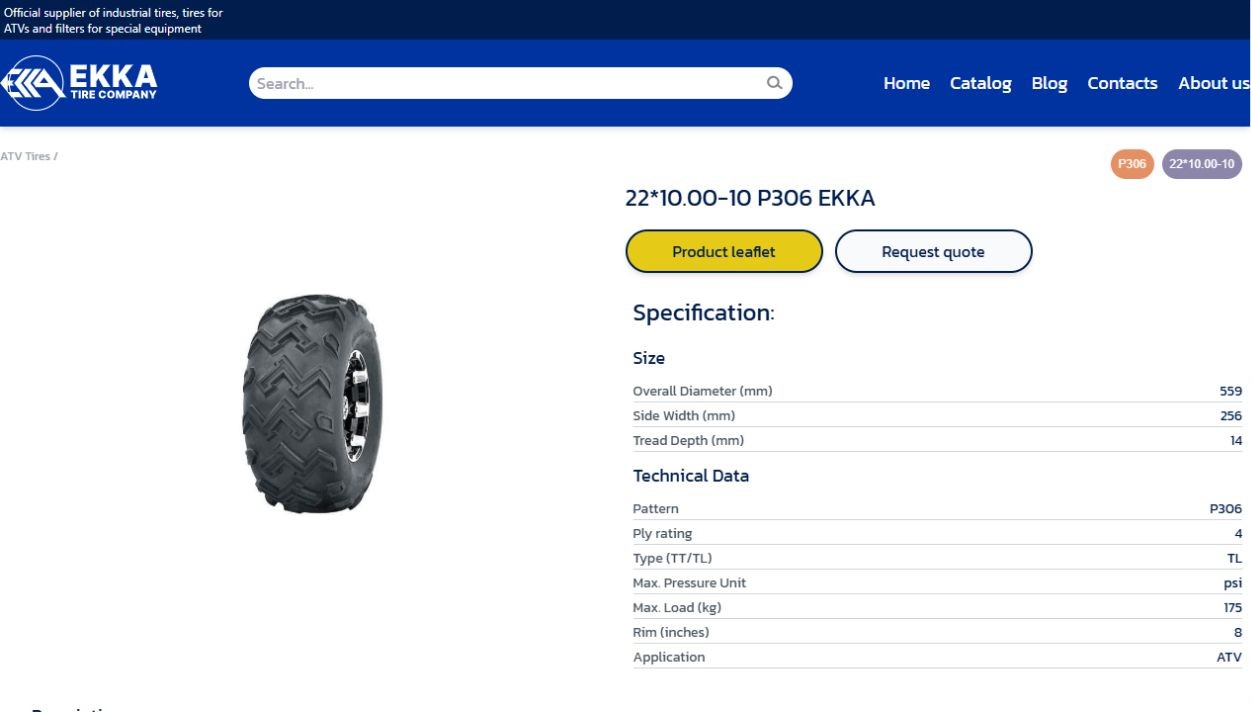 Official supplier of industrial tires, tires for
ATVs and filters for special equipment
EKKA
TIRE COMPANY
Search...
Home Catalog Blog Contacts About us
ATV Tires /
P306 22*10.00-10
22*10.00-10 P306 EKKA
Product leaflet Request quote
Specification:
Size
Overall Diameter (mm) 559
Side Width (mm) 256
Tread Depth (mm) 14
Technical Data
Pattern P306
Ply rating 4
Type (TT/TL) TL
Max. Pressure Unit psi
Max. Load (kg) 175
Rim (inches) 8
Application ATV